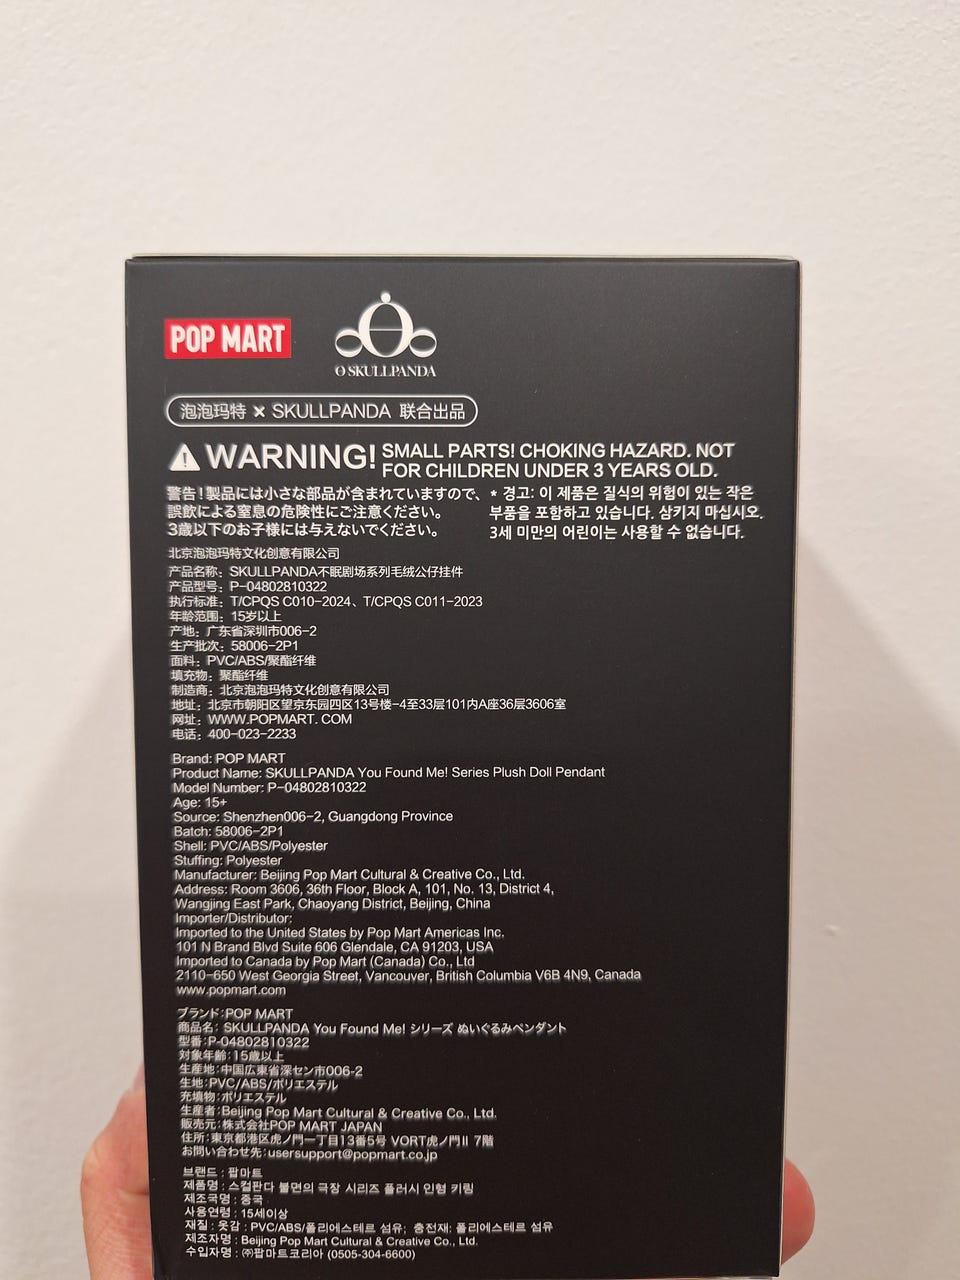 POP MART
SKULLPANDA
泡泡玛特 × SKULLPANDA 联合出品
WARNING! SMALL PARTS! CHOKING HAZARD. NOT
FOR CHILDREN UNDER 3 YEARS OLD.
警告!製品には小さな部品が含まれていますので、
誤飲による窒息の危険性にご注意ください。
3歳以下のお子様には与えないでください。
* 경고: 이 제품은 질식의 위험이 있는 작은
부품을 포함하고 있습니다. 삼키지 마십시오.
3세 미만의 어린이는 사용할 수 없습니다.
北京泡泡玛特文化创意有限公司
产品名称：SKULLPANDA不眠剧场系列毛绒公仔挂件
产品型号：P-04802810322
执行标准：T/CPQS C010-2024、T/CPQS C011-2023
年龄范围：15岁以上
产地：广东省深圳市006-2
生产批次：58006-2P1
面料：PVC/ABS/聚酯纤维
填充物：聚酯纤维
制造商：北京泡泡玛特文化创意有限公司
地址：北京市朝阳区望京东园四区13号楼-4至33层101内A座36层3606室
网址：WWW.POPMART. COM
电话：400-023-2233
Brand: POP MART
Product Name: SKULLPANDA You Found Me! Series Plush Doll Pendant
Model Number: P-04802810322
Age: 15+
Source: Shenzhen006-2, Guangdong Province
Batch: 58006-2P1
Shell: PVC/ABS/Polyester
Stuffing: Polyester
Manufacturer: Beijing Pop Mart Cultural & Creative Co., Ltd.
Address: Room 3606, 36th Floor, Block A, 101, No. 13, District 4,
Wangjing East Park, Chaoyang District, Beijing, China
Importer/Distributor:
Imported to the United States by Pop Mart Americas Inc.
101 N Brand Blvd Suite 606 Glendale, CA 91203, USA
Imported to Canada by Pop Mart (Canada) Co., Ltd
2110-650 West Georgia Street, Vancouver, British Columbia V6B 4N9, Canada
www.popmart.com
ブランド:POP MART
商品名: SKULLPANDA You Found Me! シリーズ ぬいぐるみペンダント
型番:P-04802810322
対象年齢:15歳以上
生産地:中国広東省深セン市006-2
生地:PVC/ABS/ポリエステル
充填物:ポリエステル
生産者:Beijing Pop Mart Cultural & Creative Co., Ltd.
販売元:株式会社POP MART JAPAN
住所:東京都港区虎ノ門一丁目13番5号 VORT虎ノ門II 7階
お問い合わせ先:usersupport@popmart.co.jp
브랜드 : 팝마트
제품명 : 스컬판다 불면의 극장 시리즈 플러시 인형 키링
제조국명 : 중국
사용연령 : 15세이상
재질 : 옷감 : PVC/ABS/폴리에스테르 섬유; 충전재: 폴리에스테르 섬유
제조자명 : Beijing Pop Mart Cultural & Creative Co., Ltd.
수입자명 : ㈜팝마트코리아 (0505-304-6600)